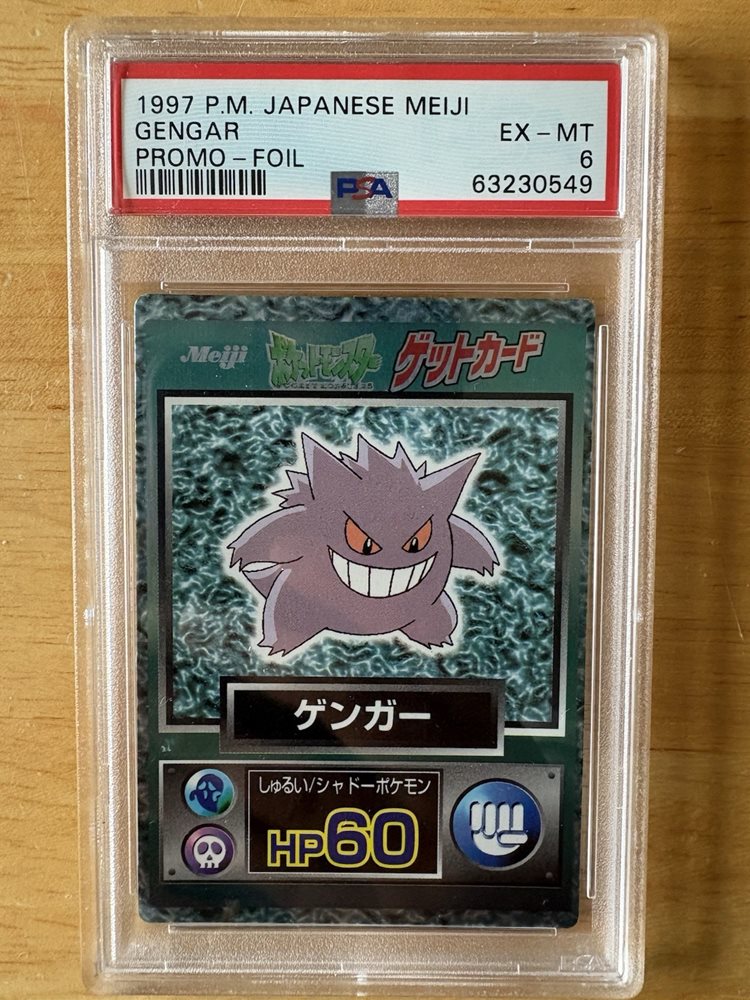 1997 P.M. JAPANESE MEIJI
GENGAR EX - MT
PROMO - FOIL 6
PSA 63230549
Meiji ポケットモンスター ゲットカード
POCKET MONSTERS
ゲンガー
しゅるい/シャドーポケモン
HP60